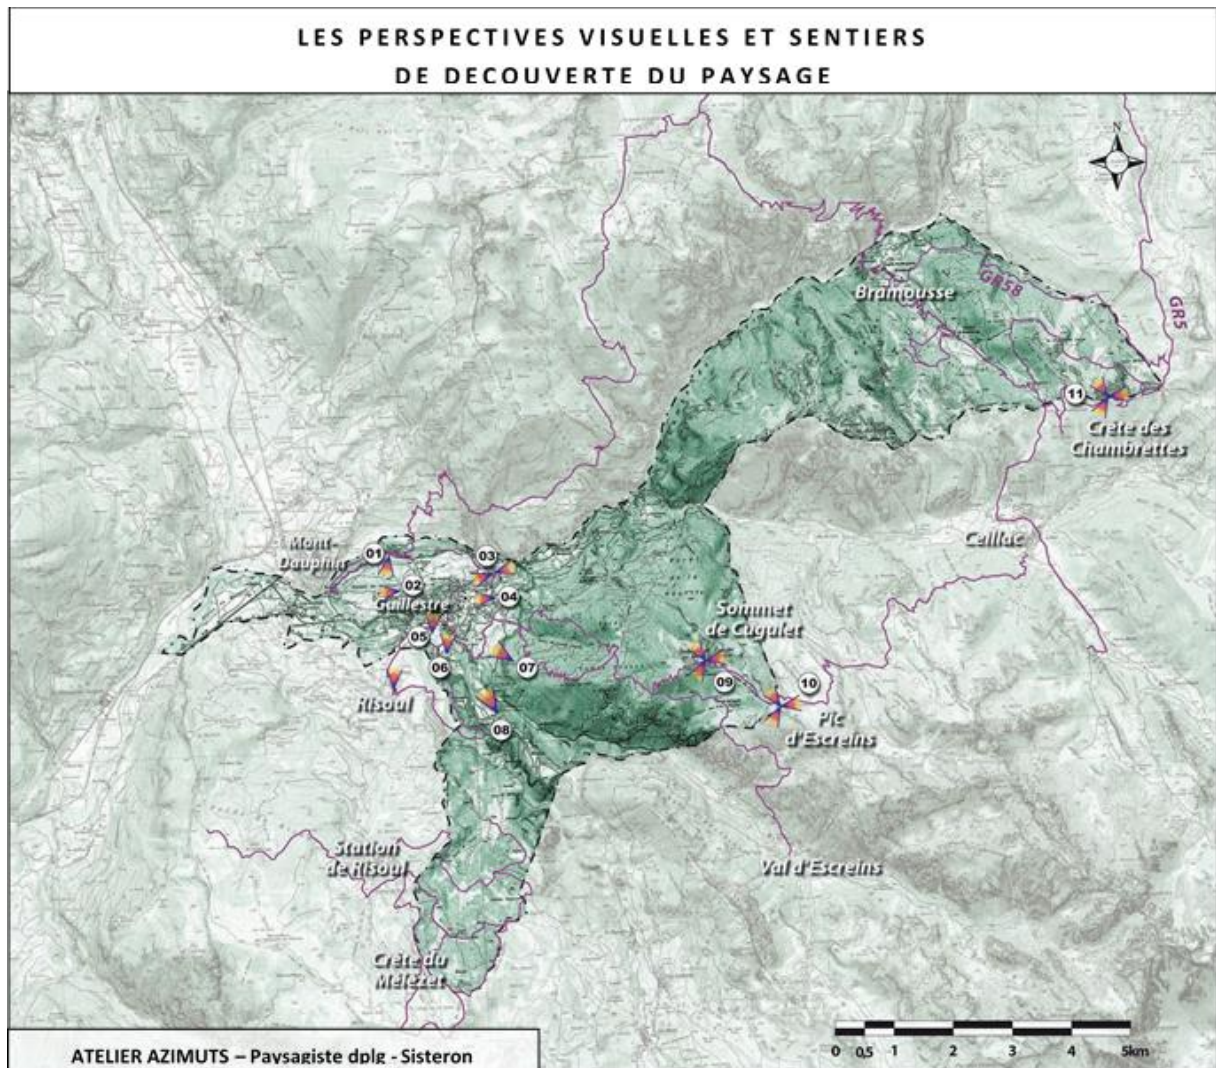 LES PERSPECTIVES VISUELLES ET SENTIERS
DE DECOUVERTE DU PAYSAGE
N
Bramousse
GR58
GR5
11
Crête des
Chambrettes
Mont-
Dauphin
01
03
Ceillac
02
Guillestre
04
Sommet
de Cugulet
05
06
07
09
10
Risoul
Pic
d'Escreins
08
Station
de Risoul
Val d'Escreins
Crête du
Mélézet
0 0,5 1 2 3 4 5km
ATELIER AZIMUTS – Paysagiste dplg - Sisteron